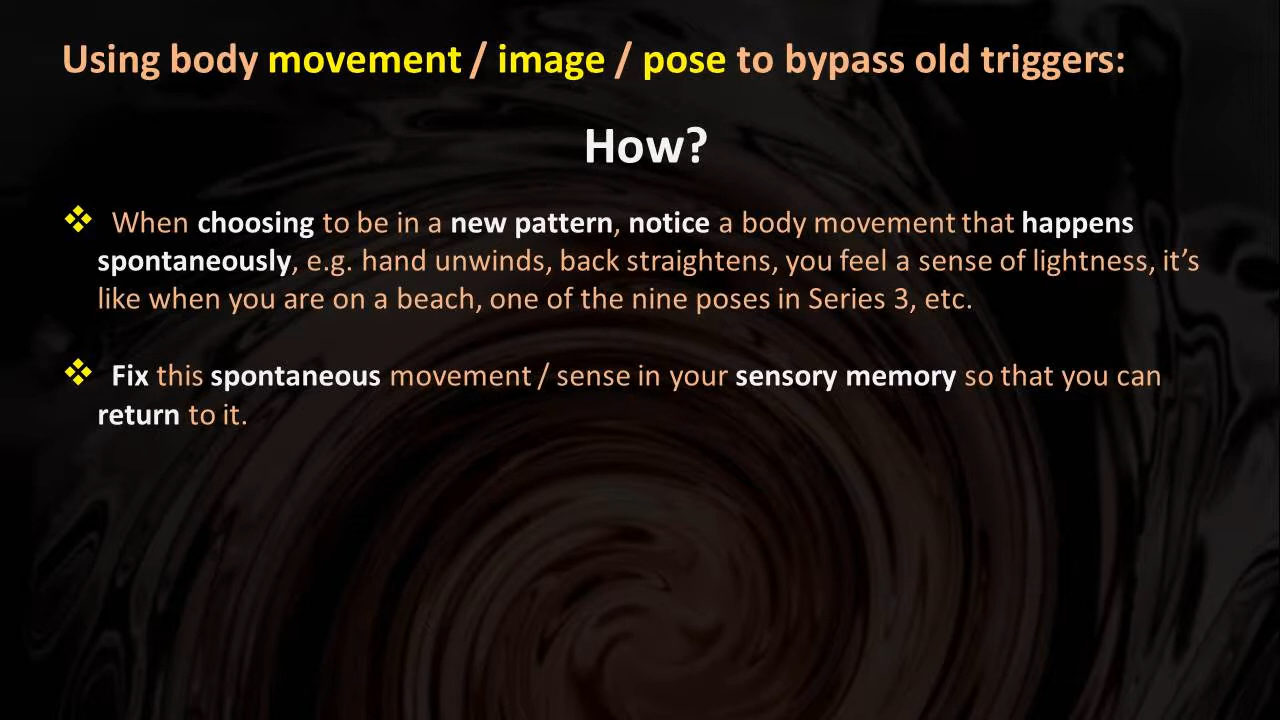 Using body movement / image / pose to bypass old triggers:
How?
❖ When choosing to be in a new pattern, notice a body movement that happens
spontaneously, e.g. hand unwinds, back straightens, you feel a sense of lightness, it’s
like when you are on a beach, one of the nine poses in Series 3, etc.
❖ Fix this spontaneous movement / sense in your sensory memory so that you can
return to it.